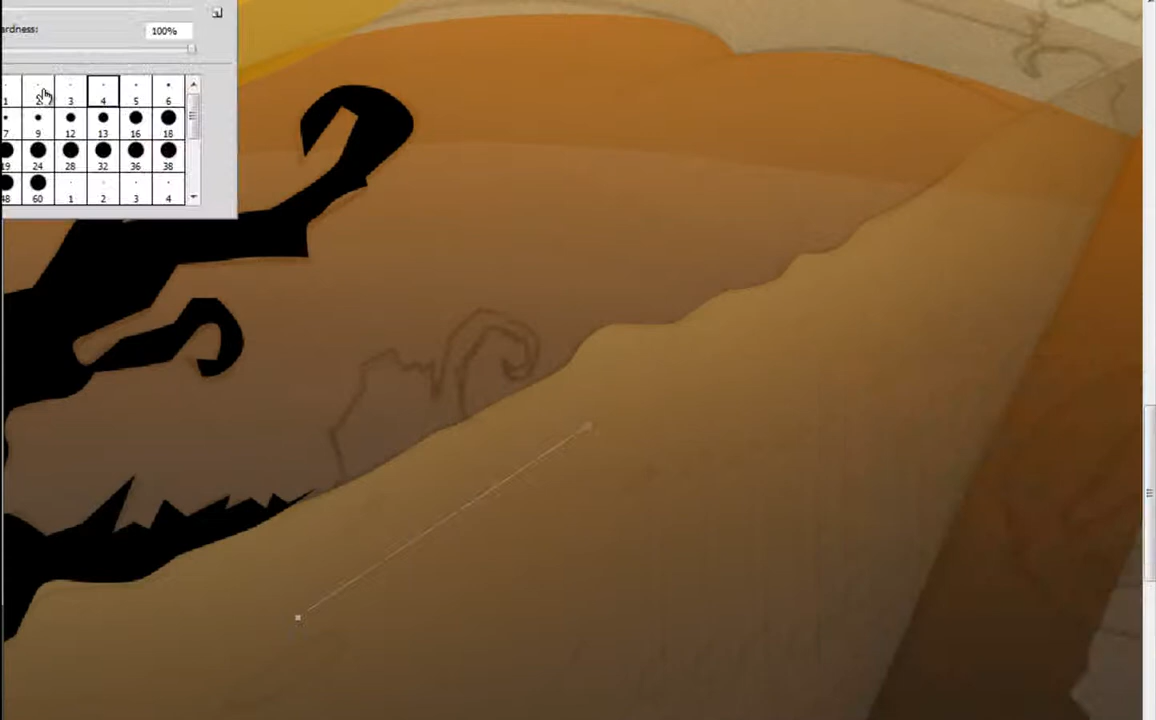 ardness: 100%
1 2 3 4 5 6
7 9 12 13 16 18
19 24 28 32 36 38
48 60 1 2 3 4